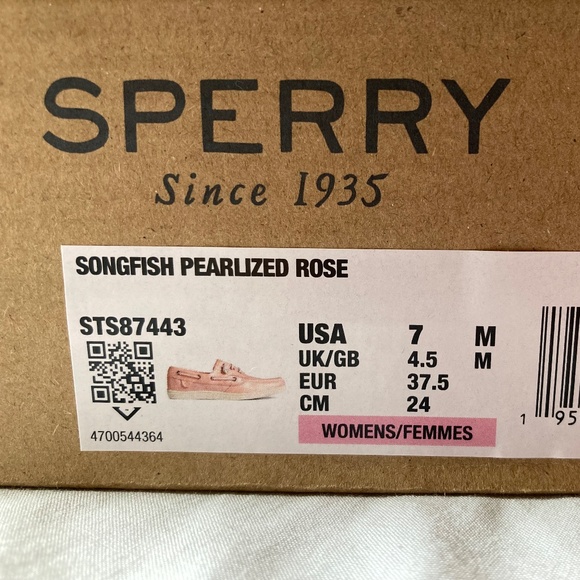 SPERRY
Since 1935
SONGFISH PEARLIZED ROSE
STS87443
4700544364
USA 7 M
UK/GB 4.5 M
EUR 37.5
CM 24
WOMENS/FEMMES
1 95